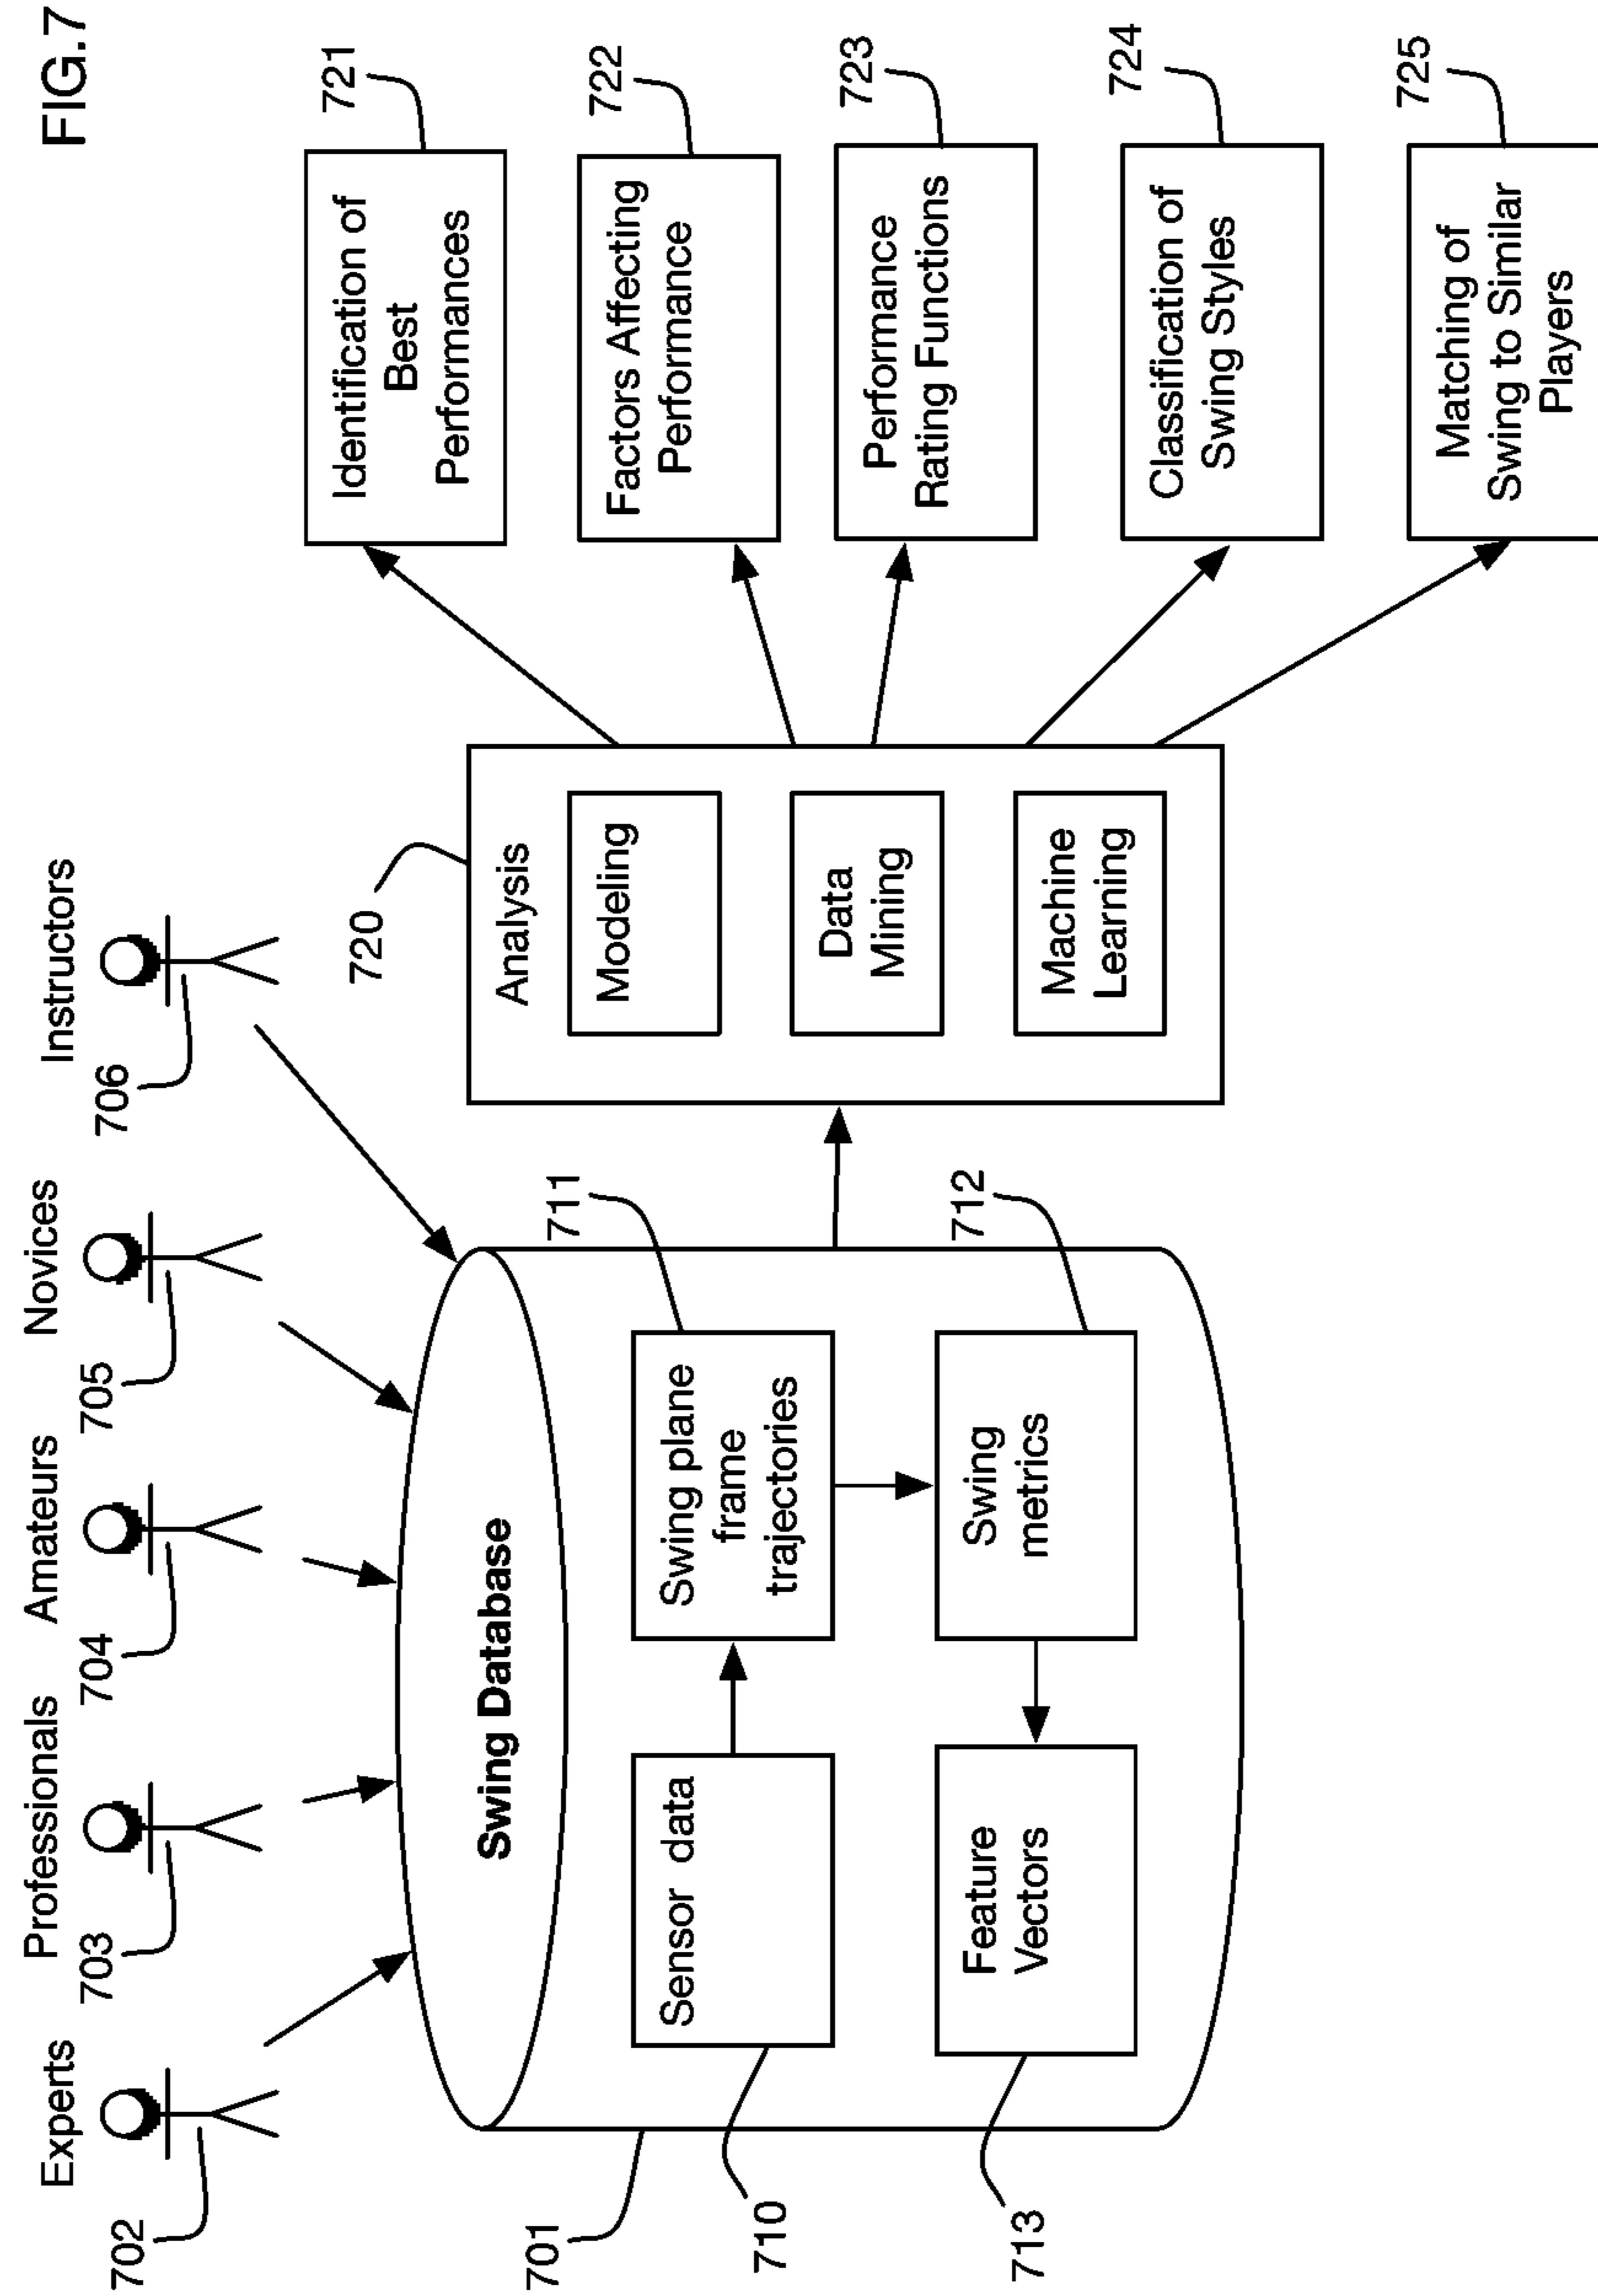 FIG.7
Experts
Professionals
Amateurs
Novices
Instructors
702
703
704
705
706
701
Swing Database
710
Sensor data
711
Swing plane
frame
trajectories
712
Swing
metrics
713
Feature
Vectors
720
Analysis
Modeling
Data
Mining
Machine
Learning
721
Identification of
Best
Performances
722
Factors Affecting
Performance
723
Performance
Rating Functions
724
Classification of
Swing Styles
725
Matching of
Swing to Similar
Players